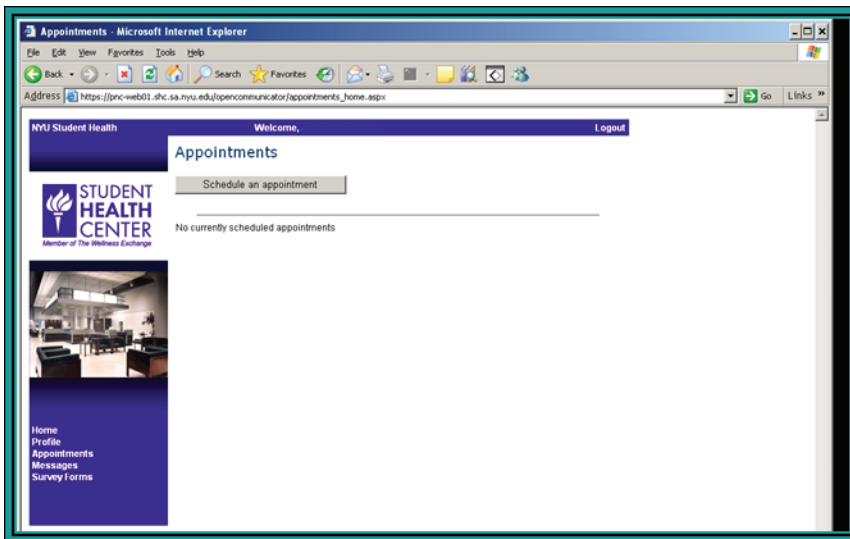 Appointments - Microsoft Internet Explorer
File Edit View Favorites Tools Help
Back Search Favorites
Address https://pnc-web01.shc.sa.nyu.edu/opencommunicator/appointments_home.aspx Go Links »
NYU Student Health Welcome, Logout
Appointments
Schedule an appointment
No currently scheduled appointments
STUDENT
HEALTH
CENTER
Member of The Wellness Exchange
Home
Profile
Appointments
Messages
Survey Forms